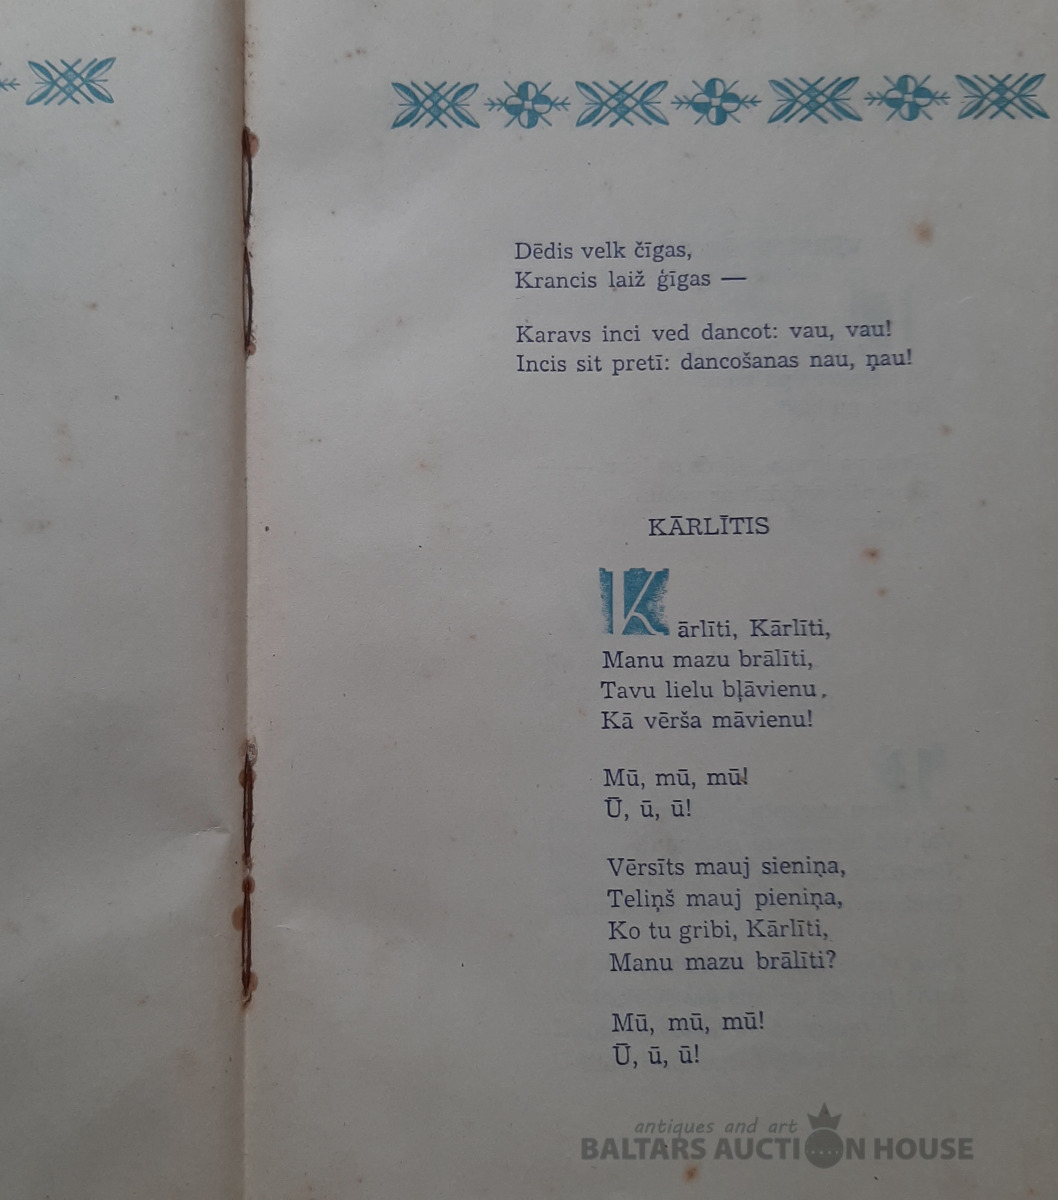 Dēdis velk čīgas,
Krancis laiž ģīgas —
Karavs inci ved dancot: vau, vau!
Incis sit pretī: dancošanas nau, ņau!
KĀRLĪTIS
Kārlīti, Kārlīti,
Manu mazu brālīti,
Tavu lielu bļāvienu,
Kā vērša māvienu!
Mū, mū, mū!
Ū, ū, ū!
Vērsīts mauj sieniņa,
Teliņš mauj pieniņa,
Ko tu gribi, Kārlīti,
Manu mazu brālīti?
Mū, mū, mū!
Ū, ū, ū!
antiques and art
BALTARS AUCTION HOUSE